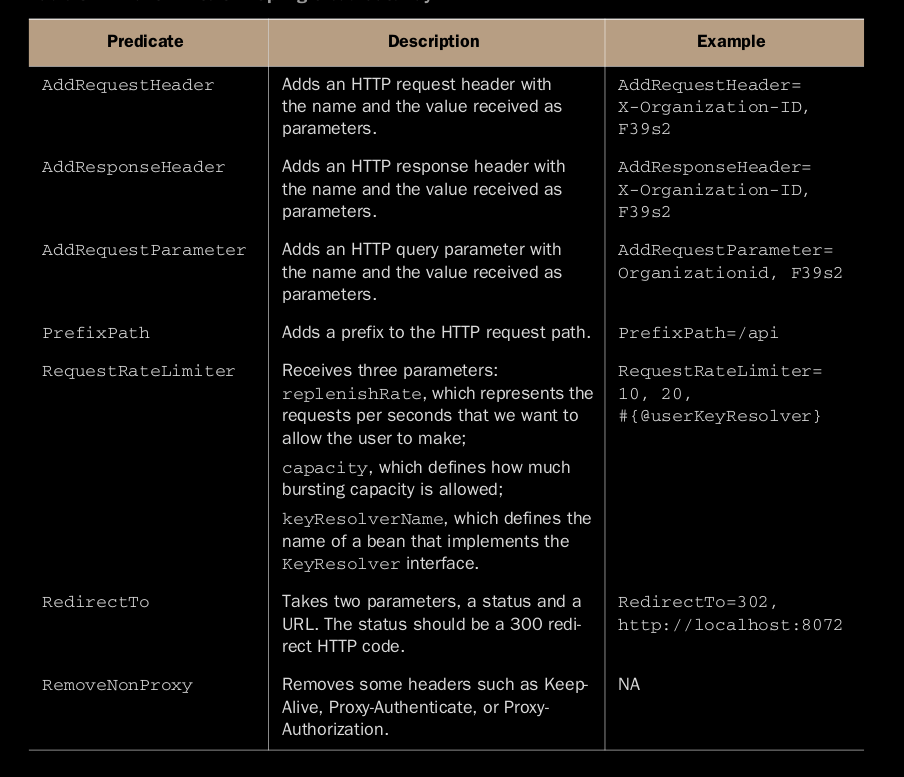 Predicate Description Example
AddRequestHeader Adds an HTTP request header with AddRequestHeader=
the name and the value received as X-Organization-ID,
parameters. F39s2
AddResponseHeader Adds an HTTP response header with AddResponseHeader=
the name and the value received as X-Organization-ID,
parameters. F39s2
AddRequestParameter Adds an HTTP query parameter with AddRequestParameter=
the name and the value received as Organizationid, F39s2
parameters.
PrefixPath Adds a prefix to the HTTP request path. PrefixPath=/api
RequestRateLimiter Receives three parameters: RequestRateLimiter=
replenishRate, which represents the 10, 20,
requests per seconds that we want to #{@userKeyResolver}
allow the user to make;
capacity, which defines how much
bursting capacity is allowed;
keyResolverName, which defines the
name of a bean that implements the
KeyResolver interface.
RedirectTo Takes two parameters, a status and a RedirectTo=302,
URL. The status should be a 300 redi- http://localhost:8072
rect HTTP code.
RemoveNonProxy Removes some headers such as Keep- NA
Alive, Proxy-Authenticate, or Proxy-
Authorization.